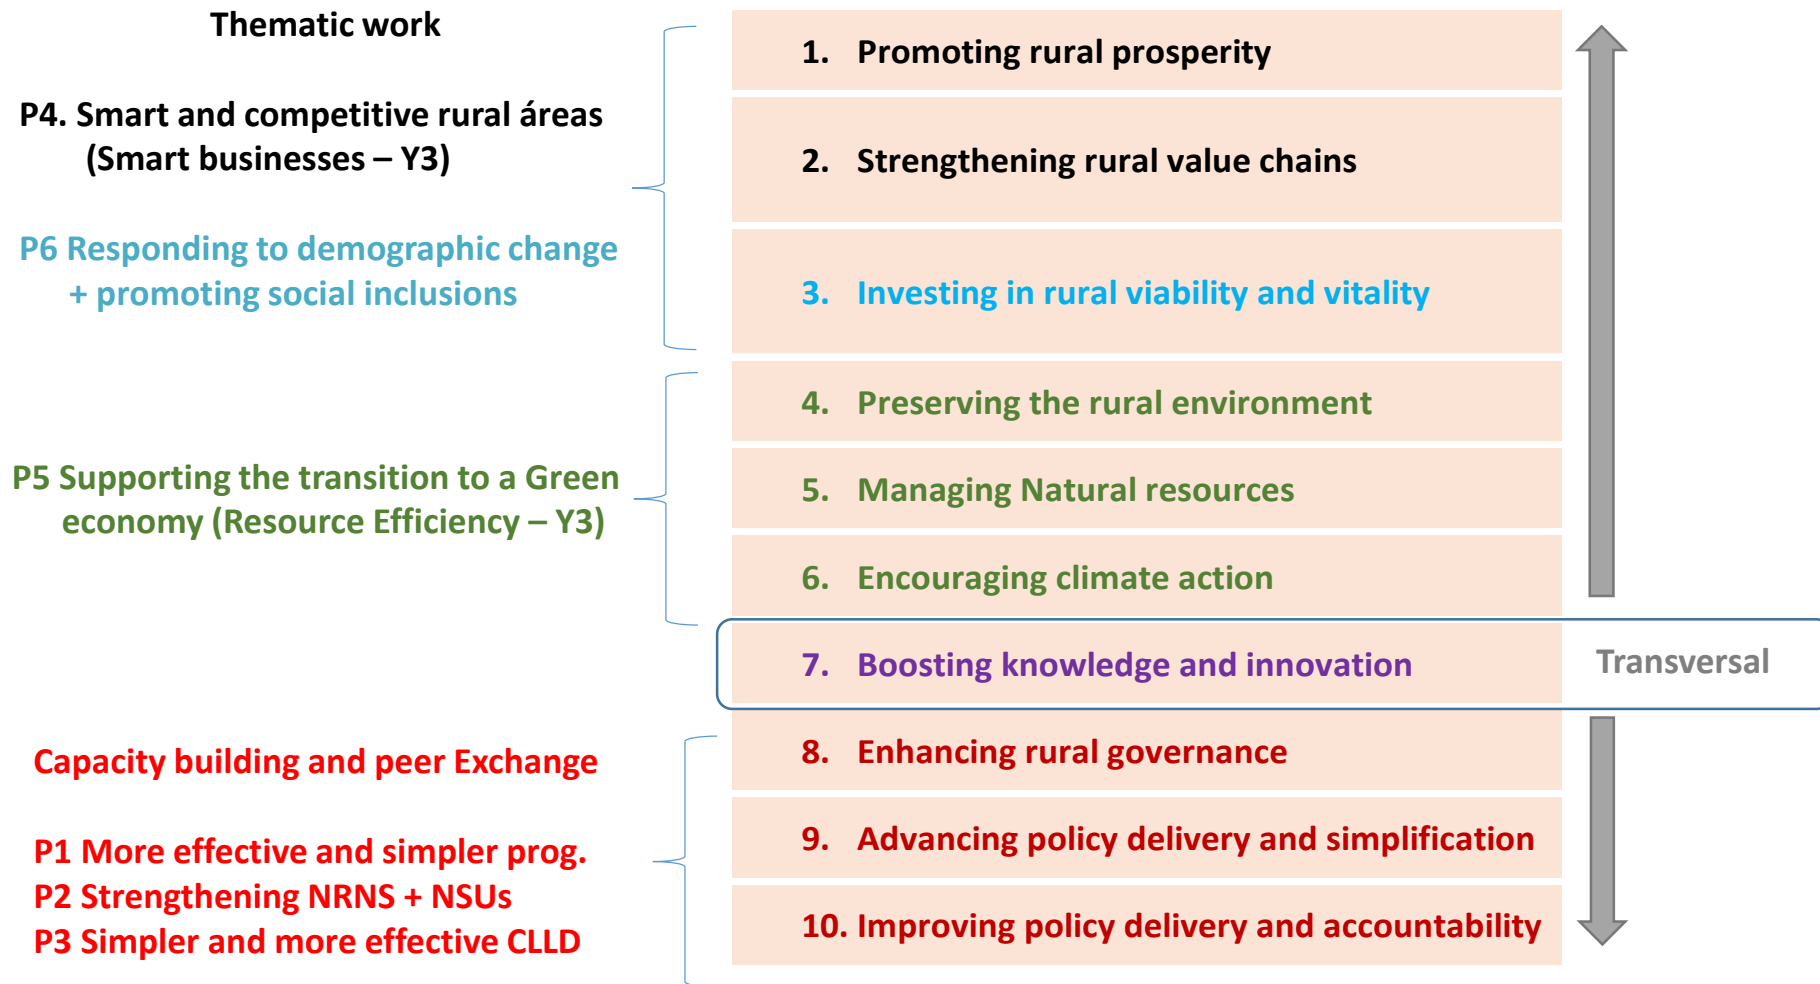 Thematic work
P4. Smart and competitive rural áreas
(Smart businesses – Y3)
P6 Responding to demographic change
+ promoting social inclusions
P5 Supporting the transition to a Green
economy (Resource Efficiency – Y3)
Capacity building and peer Exchange
P1 More effective and simpler prog.
P2 Strengthening NRNS + NSUs
P3 Simpler and more effective CLLD
1. Promoting rural prosperity
2. Strengthening rural value chains
3. Investing in rural viability and vitality
4. Preserving the rural environment
5. Managing Natural resources
6. Encouraging climate action
7. Boosting knowledge and innovation
8. Enhancing rural governance
9. Advancing policy delivery and simplification
10. Improving policy delivery and accountability
Transversal